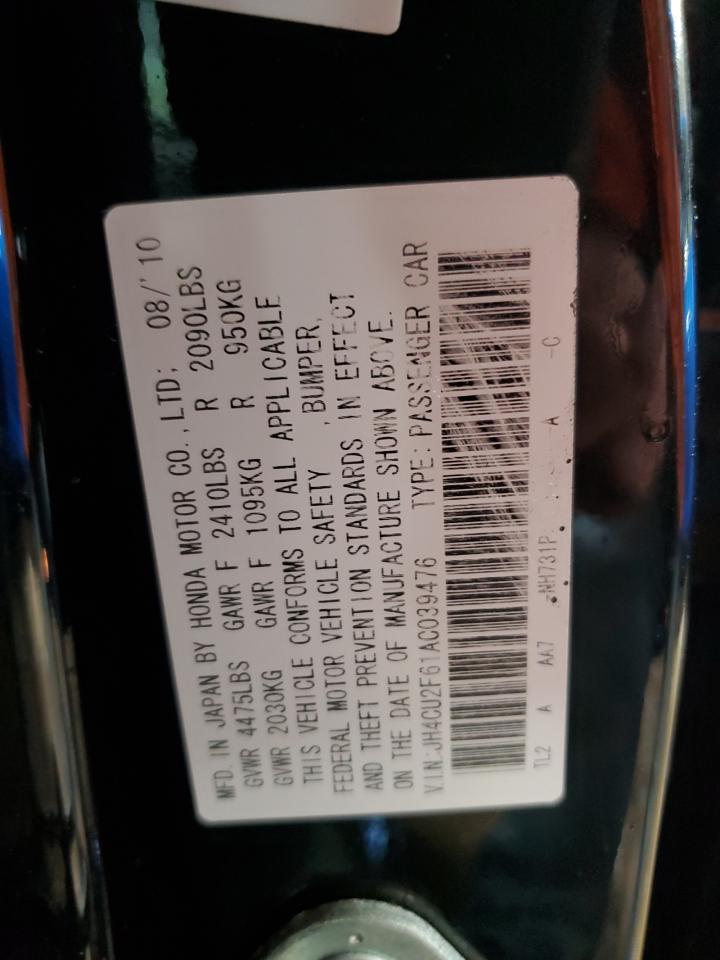 MFD. IN JAPAN BY HONDA MOTOR CO., LTD; 08/'10
GVWR 4475LBS GAWR F 2410LBS R 2090LBS
GVWR 2030KG GAWR F 1095KG R 950KG
THIS VEHICLE CONFORMS TO ALL APPLICABLE
FEDERAL MOTOR VEHICLE SAFETY , BUMPER,
AND THEFT PREVENTION STANDARDS IN EFFECT
ON THE DATE OF MANUFACTURE SHOWN ABOVE.
V.I.N:JH4CU2F61AC039476 TYPE: PASSENGER CAR
TL2 A AA7 -NH731P A -C